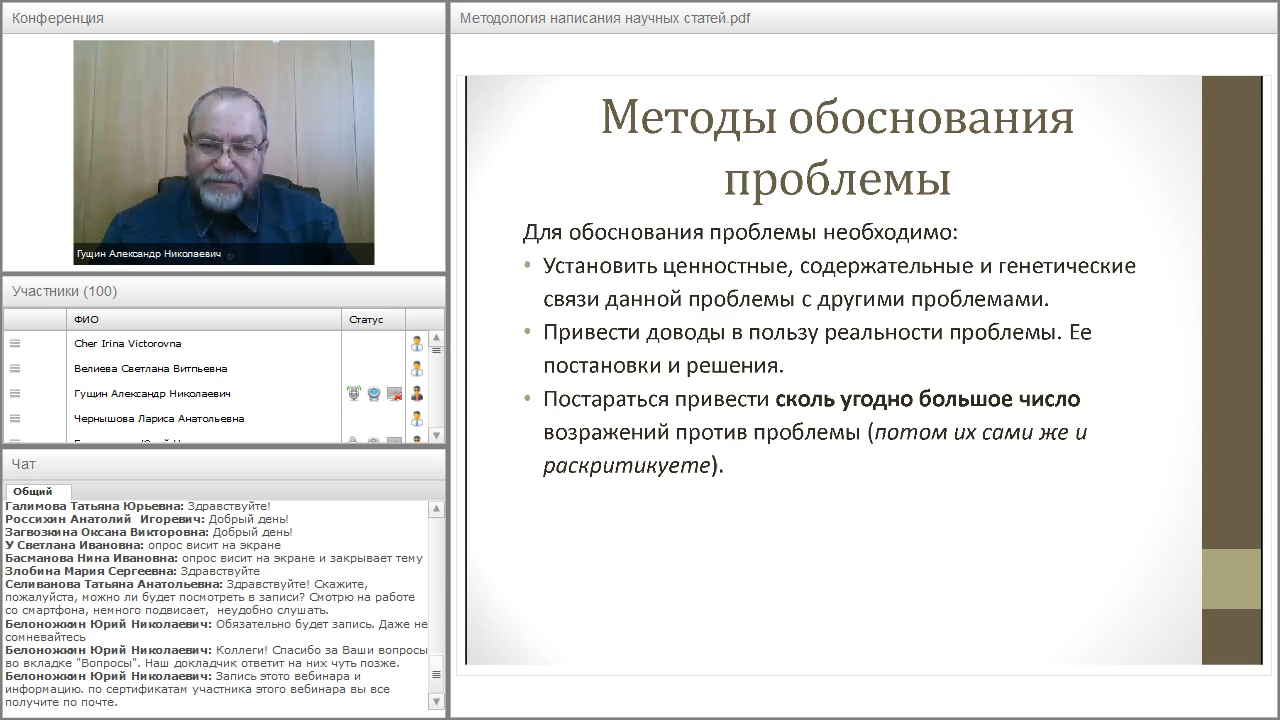 Конференция
Гущин Александр Николаевич
Участники (100)
ФИО
Статус
Cher Irina Victorovna
Велиева Светлана Витпьевна
Гущин Александр Николаевич
Чернышова Лариса Анатольевна
Чат
Общий
Галимова Татьяна Юрьевна: Здравствуйте!
Россихин Анатолий Игоревич: Добрый день!
Загвозкина Оксана Викторовна: Добрый день!
У Светлана Ивановна: опрос висит на экране
Басманова Нина Ивановна: опрос висит на экране и закрывает тему
Злобина Мария Сергеевна: Здравствуйте
Селиванова Татьяна Анатольевна: Здравствуйте! Скажите,
пожалуйста, можно ли будет посмотреть в записи? Смотрю на работе
со смартфона, немного подвисает, неудобно слушать.
Белоножкин Юрий Николаевич: Обязательно будет запись. Даже не
сомневайтесь
Белоножкин Юрий Николаевич: Коллеги! Спасибо за Ваши вопросы
во вкладке "Вопросы". Наш докладчик ответит на них чуть позже.
Белоножкин Юрий Николаевич: Запись этото вебинара и
информацию. по сертификатам участника этого вебинара вы все
получите по почте.
Методология написания научных статей.pdf
Методы обоснования
проблемы
Для обоснования проблемы необходимо:
• Установить ценностные, содержательные и генетические
связи данной проблемы с другими проблемами.
• Привести доводы в пользу реальности проблемы. Ее
постановки и решения.
• Постараться привести сколь угодно большое число
возражений против проблемы (потом их сами же и
раскритикуете).